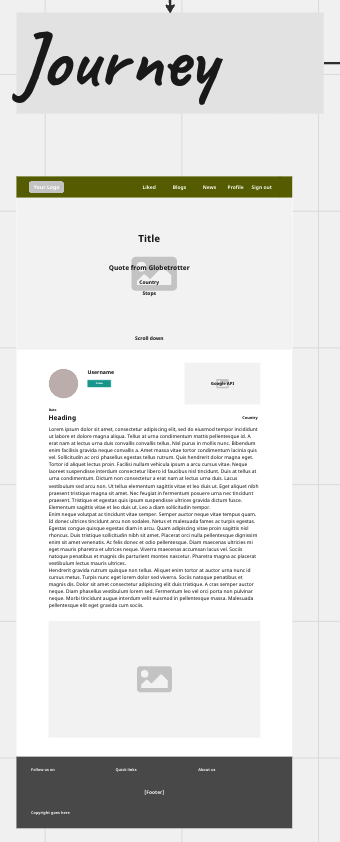 Journey
Your Logo
Liked Blogs News Profile Sign out
Title
Quote from Globetrotter
Country
Stops
Scroll down
Username
Google API
Date
Heading
Country
Lorem ipsum dolor sit amet, consectetur adipiscing elit, sed do eiusmod tempor incididunt
ut labore et dolore magna aliqua. Tellus at urna condimentum mattis pellentesque id. A
erat nam at lectus urna duis convallis convallis tellus. Nisl purus in mollis nunc. Bibendum
enim facilisis gravida neque convallis a. Amet massa vitae tortor condimentum lacinia quis
vel. Sollicitudin ac orci phasellus egestas tellus rutrum. Quis hendrerit dolor magna eget.
Tortor id aliquet lectus proin. Facilisi nullam vehicula ipsum a arcu cursus vitae. Neque
laoreet suspendisse interdum consectetur libero id faucibus nisl tincidunt. Duis at tellus at
urna condimentum. Dictum non consectetur a erat nam at lectus urna duis. Lacus
vestibulum sed arcu non. Ut enim sagittis vitae et leo duis ut. Eget aliquet nibh
praesent tristique magna sit amet. Nec feugiat in fermentum posuere urna nec tincidunt
praesent. Tristique et egestas quis ipsum suspendisse ultrices gravida dictum. Elementum
sagittis vitae et leo duis ut. Leo a diam sollicitudin tempor.
Enim neque volutpat ac tincidunt vitae semper. Semper auctor neque vitae tempus quam.
Id donec ultrices tincidunt arcu non sodales. Netus et malesuada fames ac turpis egestas.
Egestas congue quisque egestas diam in arcu. Quam adipiscing vitae proin sagittis nisl
rhoncus. Duis tristique sollicitudin nibh sit amet. Placerat orci nulla pellentesque dignissim
enim sit amet venenatis. Ac felis donec et odio pellentesque. Diam maecenas ultricies mi
eget mauris pharetra et ultrices neque. Viverra maecenas accumsan lacus vel. Sociis
natoque penatibus et magnis dis parturient montes nascetur. Pharetra magna ac placerat
vestibulum lectus mauris ultrices.
Hendrerit gravida rutrum quisque non tellus. Aliquet enim tortor at auctor urna nunc id
cursus metus. Turpis nunc eget lorem dolor sed viverra. Sociis natoque penatibus et
magnis dis. Dolor sit amet consectetur adipiscing elit duis tristique. A cras semper auctor
neque. Diam phasellus vestibulum lorem sed. Fermentum leo vel orci porta non pulvinar
neque. Morbi tincidunt augue interdum velit euismod in pellentesque massa. Malesuada
pellentesque elit eget gravida cum sociis.
Follow us on Quick links About us
[Footer]
Copyright goes here